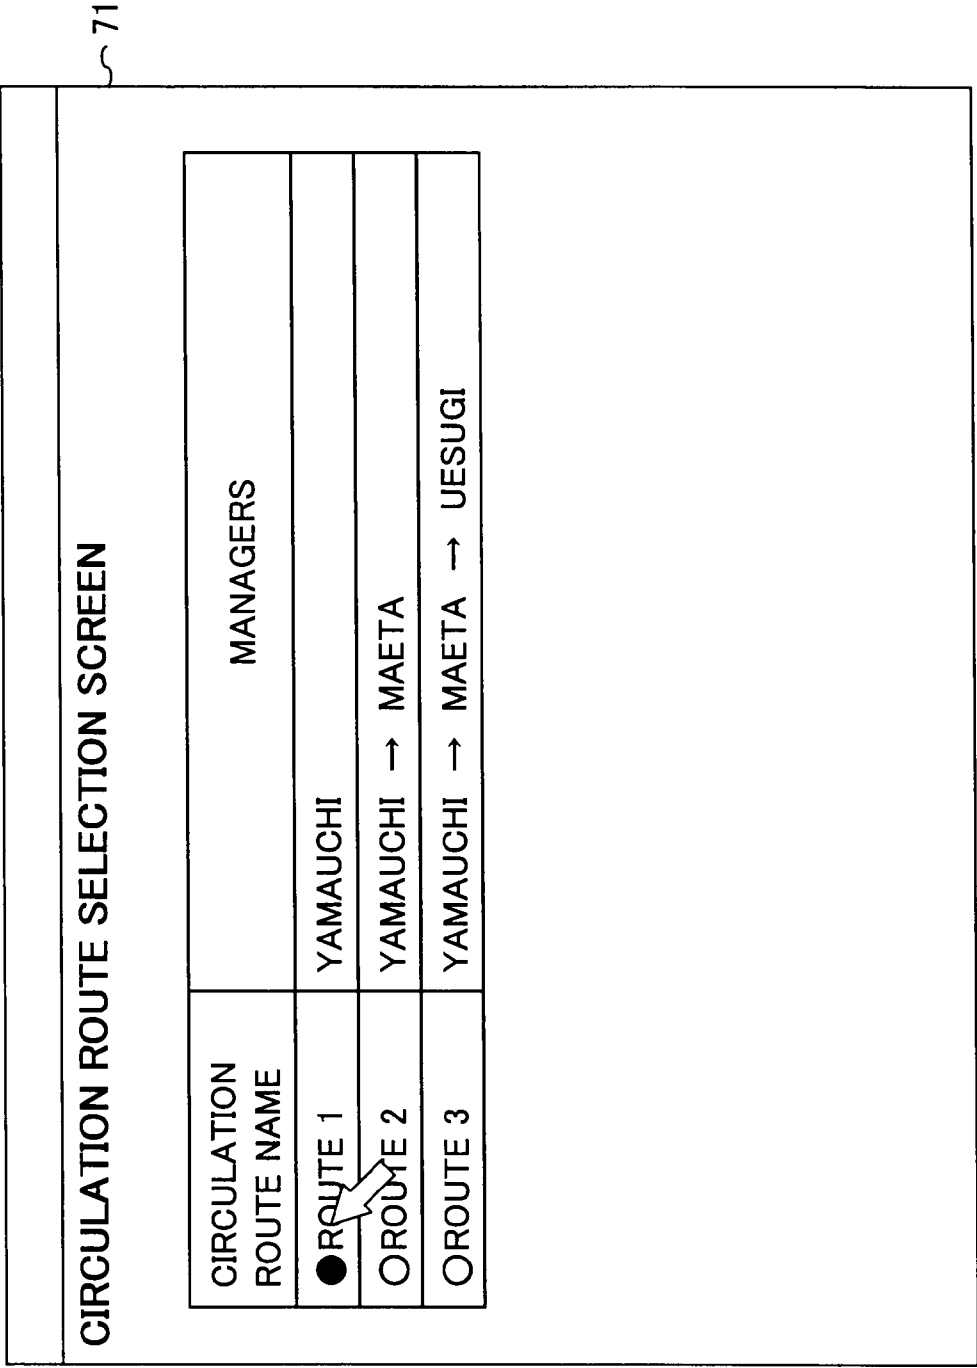 71
CIRCULATION ROUTE SELECTION SCREEN
CIRCULATION
ROUTE NAME
MANAGERS
●ROUTE 1
YAMAUCHI
○ROUTE 2
YAMAUCHI → MAETA
○ROUTE 3
YAMAUCHI → MAETA → UESUGI